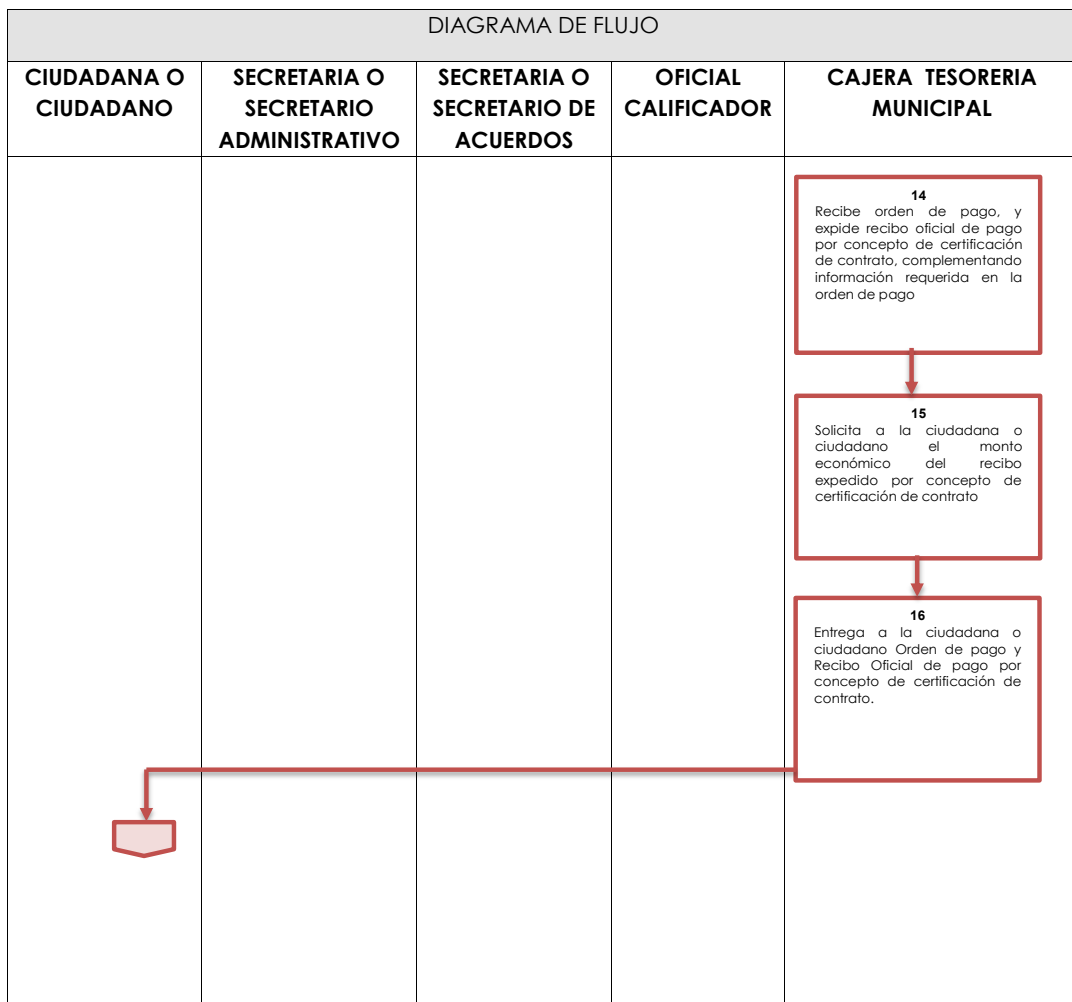 DIAGRAMA DE FLUJO
CIUDADANA O
CIUDADANO
SECRETARIA O
SECRETARIO
ADMINISTRATIVO
SECRETARIA O
SECRETARIO DE
ACUERDOS
OFICIAL
CALIFICADOR
CAJERA TESORERIA
MUNICIPAL
14
Recibe orden de pago, y
expide recibo oficial de pago
por concepto de certificación
de contrato, complementando
información requerida en la
orden de pago
15
Solicita a la ciudadana o
ciudadano el monto
económico del recibo
expedido por concepto de
certificación de contrato
16
Entrega a la ciudadana o
ciudadano Orden de pago y
Recibo Oficial de pago por
concepto de certificación de
contrato.